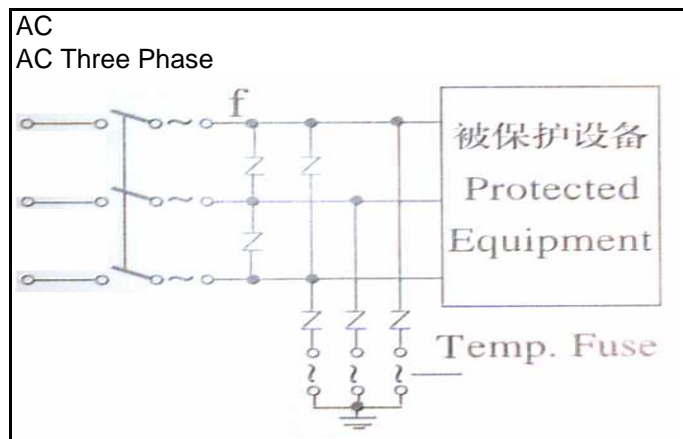 AC
AC Three Phase
f
被保护设备
Protected
Equipment
Temp. Fuse